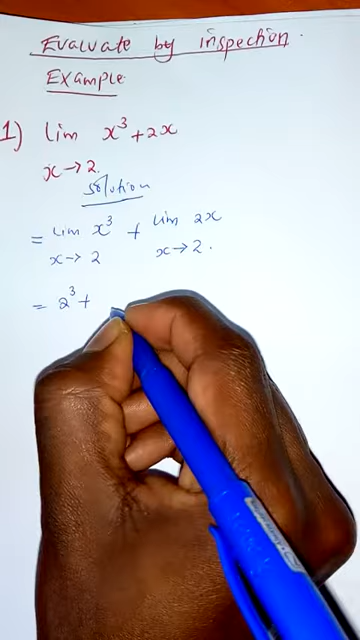 Evaluate by inspection.
Example
1) lim x³ + 2x
x → 2.
solution
= lim x³ + lim 2x
x → 2 x → 2.
= 2³ +